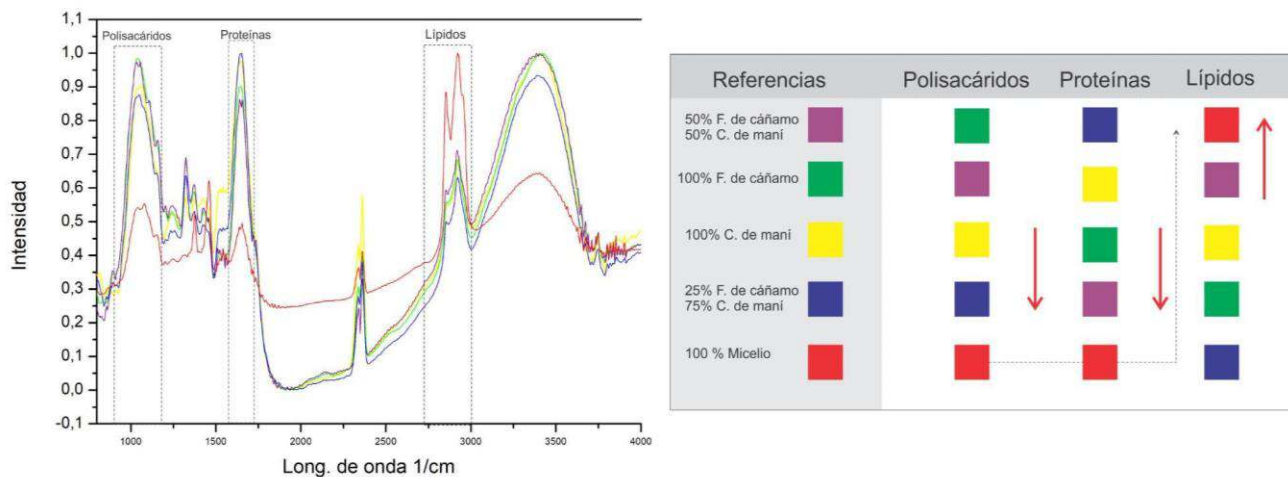 1,1
1,0
0,9
0,8
0,7
0,6
0,5
0,4
0,3
0,2
0,1
0,0
-0,1
Intensidad
Polisacáridos
Proteínas
Lípidos
1000
1500
2000
2500
3000
3500
4000
Long. de onda 1/cm
Referencias
Polisacáridos
Proteínas
Lípidos
50% F. de cáñamo
50% C. de maní
100% F. de cáñamo
100% C. de maní
25% F. de cáñamo
75% C. de maní
100 % Micelio